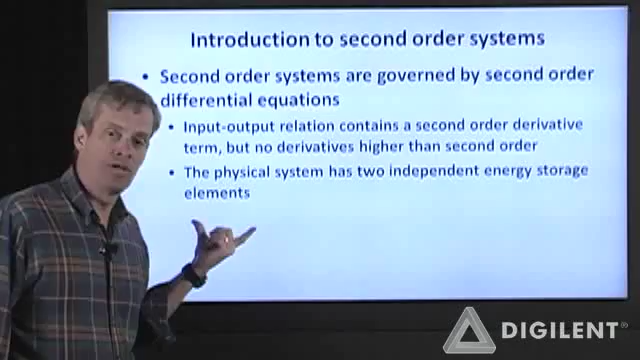 Introduction to second order systems
• Second order systems are governed by second order
differential equations
• Input-output relation contains a second order derivative
term, but no derivatives higher than second order
• The physical system has two independent energy storage
elements
DIGILENT®